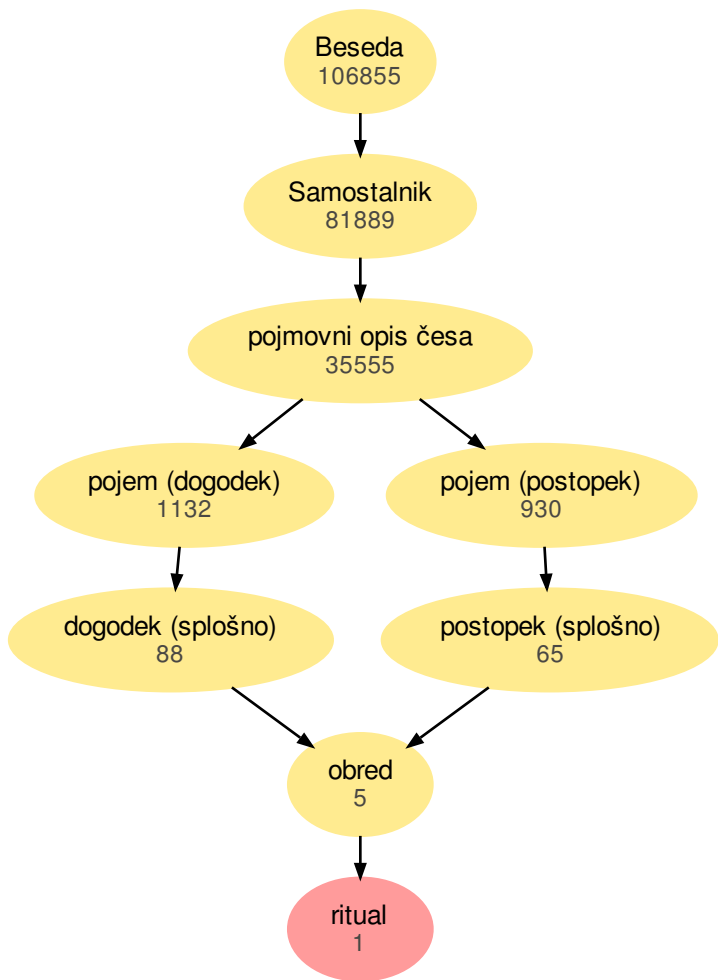 Beseda
106855
Samostalnik
81889
pojmovni opis česa
35555
pojem (dogodek)
1132
pojem (postopek)
930
dogodek (splošno)
88
postopek (splošno)
65
obred
5
ritual
1